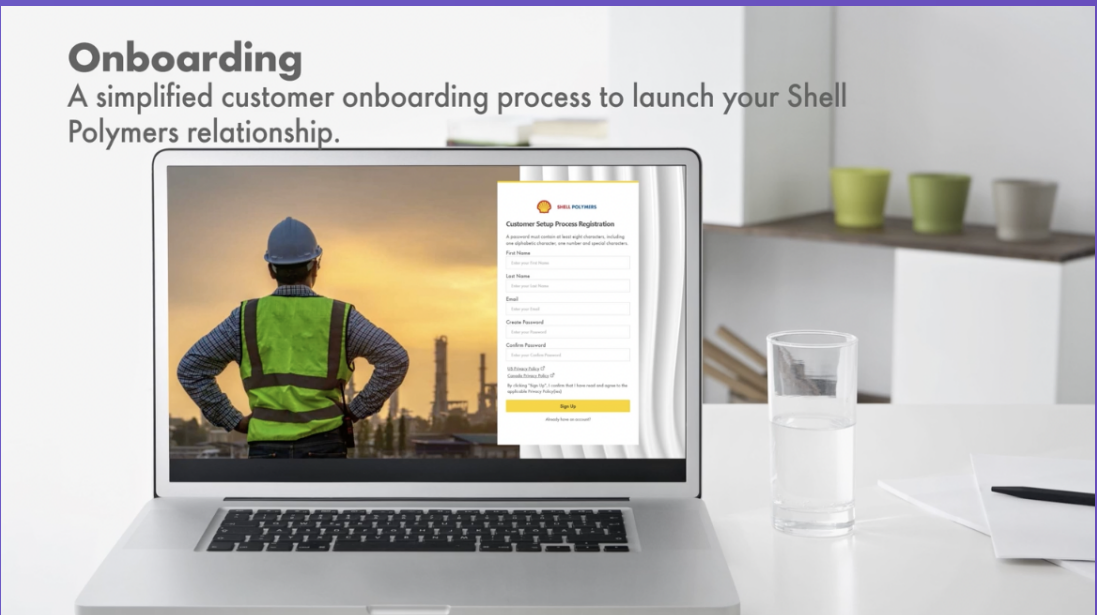 Onboarding
A simplified customer onboarding process to launch your Shell
Polymers relationship.
SHELL POLYMERS
Customer Setup Process Registration
A password must contain at least eight characters, including
one alphabetic character, one number and special characters.
First Name
Enter your First Name
Last Name
Enter your Last Name
Email
Enter your Email
Create Password
Enter your Password
Confirm Password
Enter your Confirm Password
US Privacy Policy
Canada Privacy Policy
By clicking "Sign Up", I confirm that I have read and agree to the
applicable Privacy Policy(ies)
Sign Up
Already have an account?